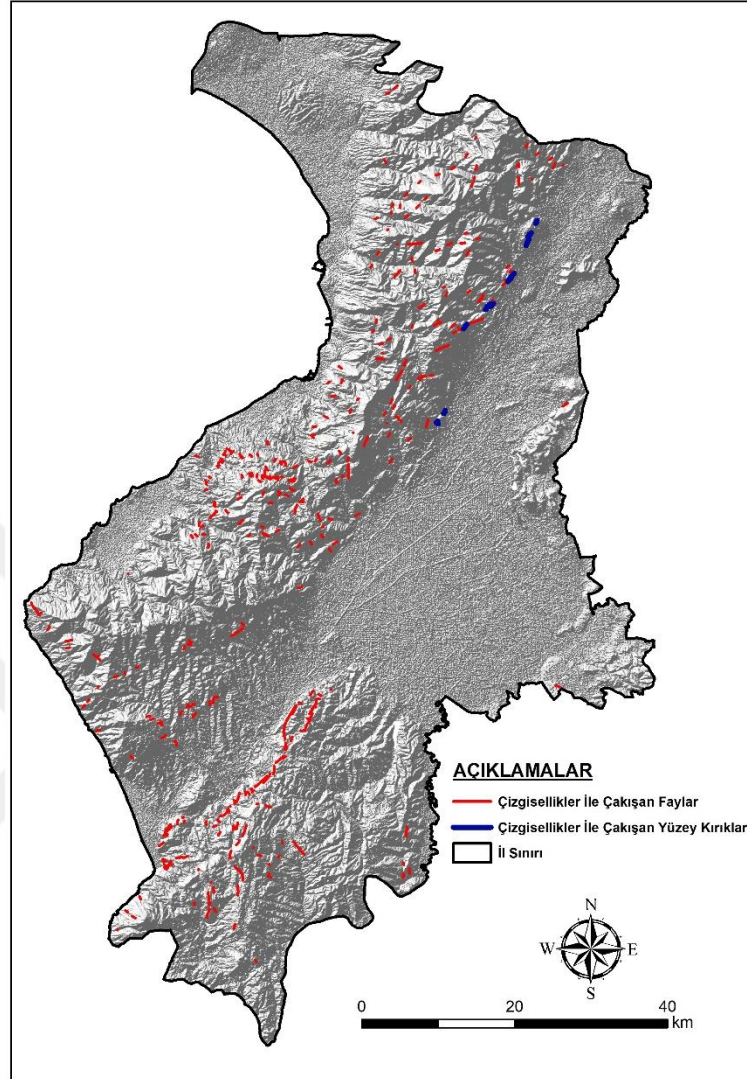 AÇIKLAMALAR
Çizgisellikler İle Çakışan Faylar
Çizgisellikler İle Çakışan Yüzey Kırıklar
İl Sınırı
N
W E
S
0 20 40
km